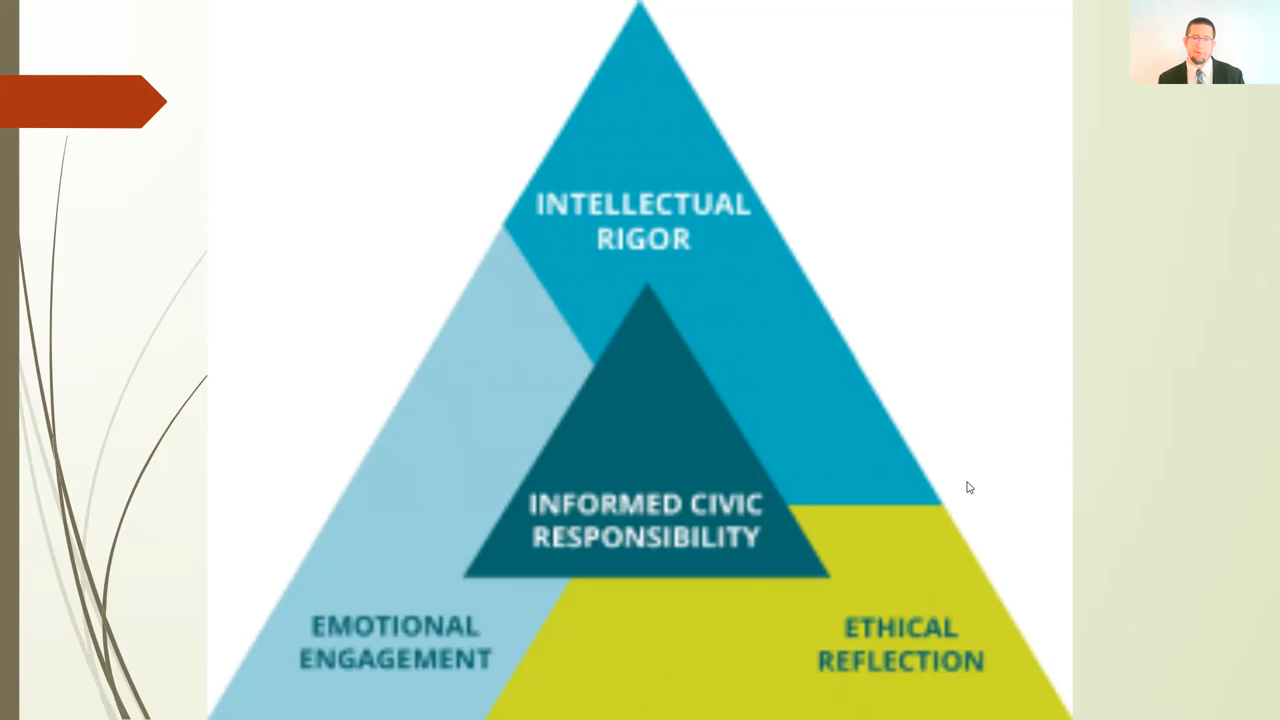 INTELLECTUAL
RIGOR
INFORMED CIVIC
RESPONSIBILITY
EMOTIONAL
ENGAGEMENT
ETHICAL
REFLECTION